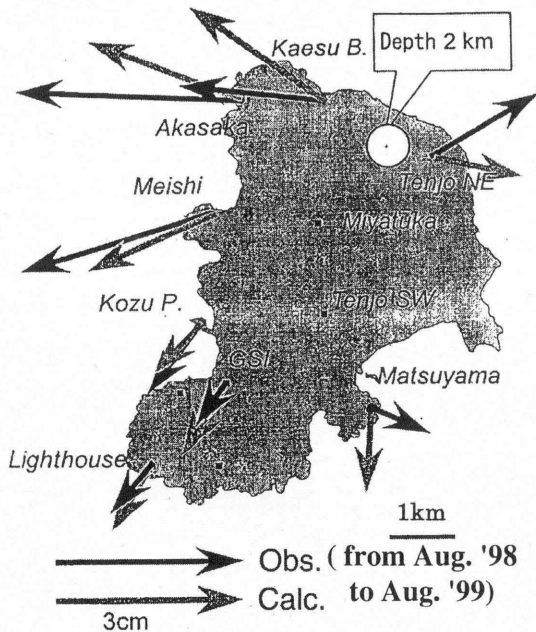 Kaesu B.
Depth 2 km
Akasaka
Tenjo NE
Meishi
Miyatuka
Kozu P.
Tenjo SW
GSI
Matsuyama
Lighthouse
1km
Obs. (from Aug. '98
Calc. to Aug. '99)
3cm